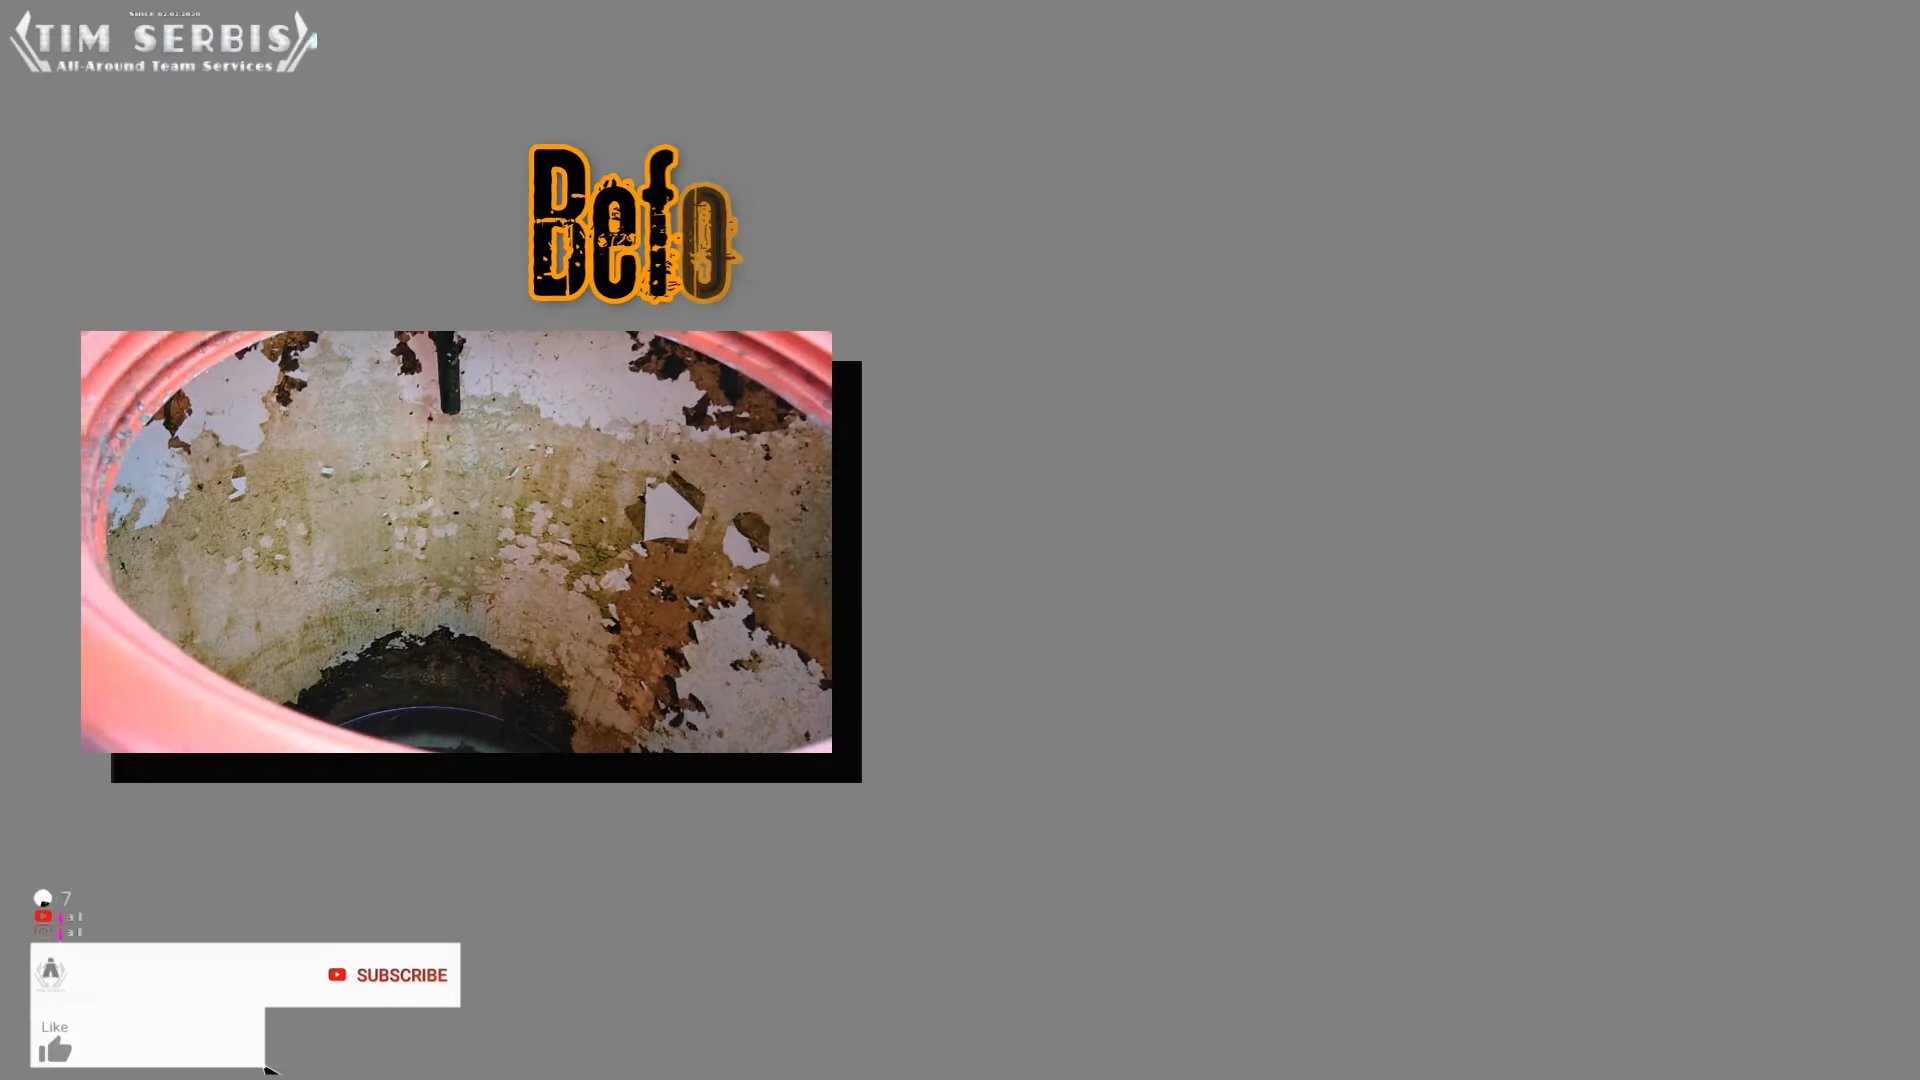 Since 02.02.2020
TIM SERBIS
All-Around Team Services
Befo
7
SUBSCRIBE
Like